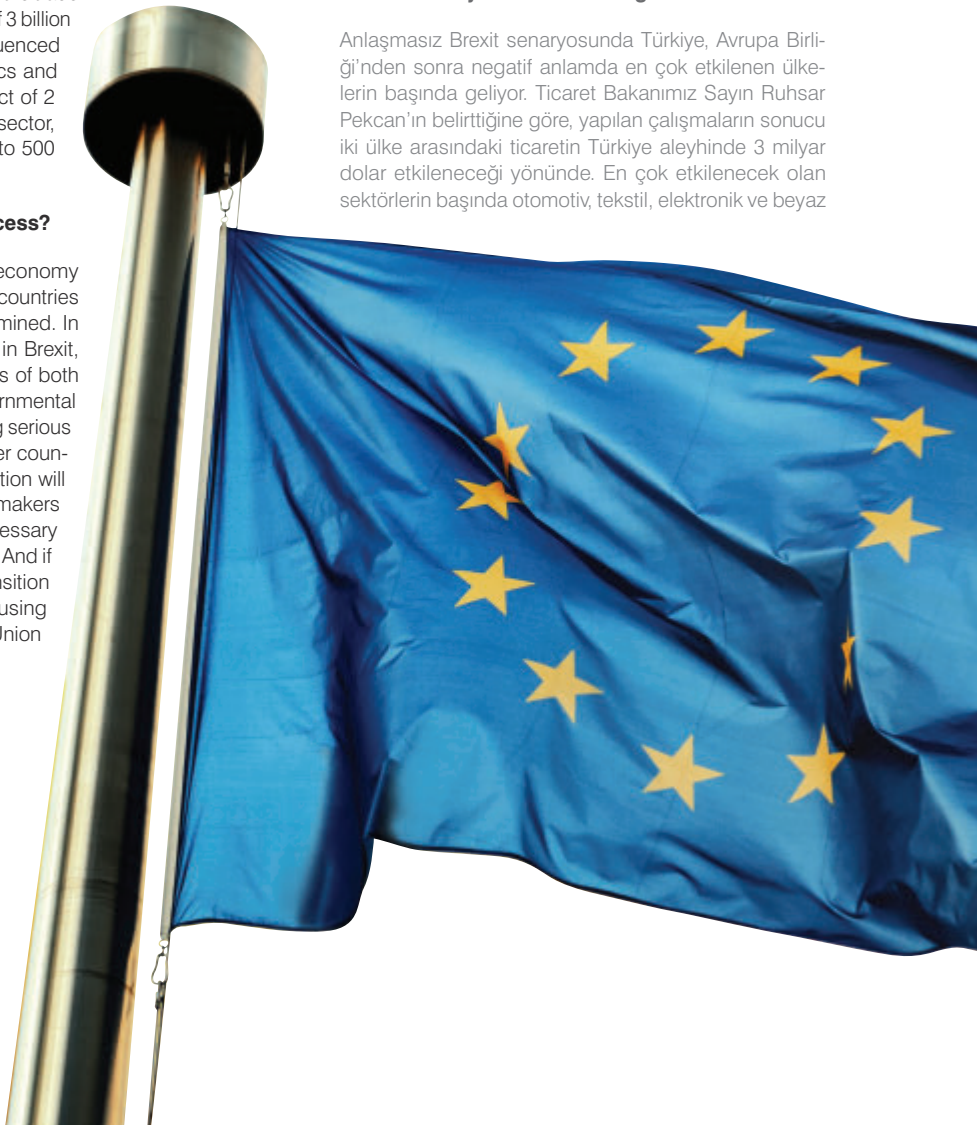 f 3 billion
uenced
cs and
ct of 2
sector,
to 500
cess?
economy
countries
mined. In
in Brexit,
s of both
ernmental
g serious
er coun-
tion will
makers
essary
And if
nsition
using
Union
Anlaşmasız Brexit senaryosunda Türkiye, Avrupa Birli-
ği’nden sonra negatif anlamda en çok etkilenen ülke-
lerin başında geliyor. Ticaret Bakanımız Sayın Ruhsar
Pekcan’ın belirttiğine göre, yapılan çalışmaların sonucu
iki ülke arasındaki ticaretin Türkiye aleyhinde 3 milyar
dolar etkileneceği yönünde. En çok etkilenecek olan
sektörlerin başında otomotiv, tekstil, elektronik ve beyaz